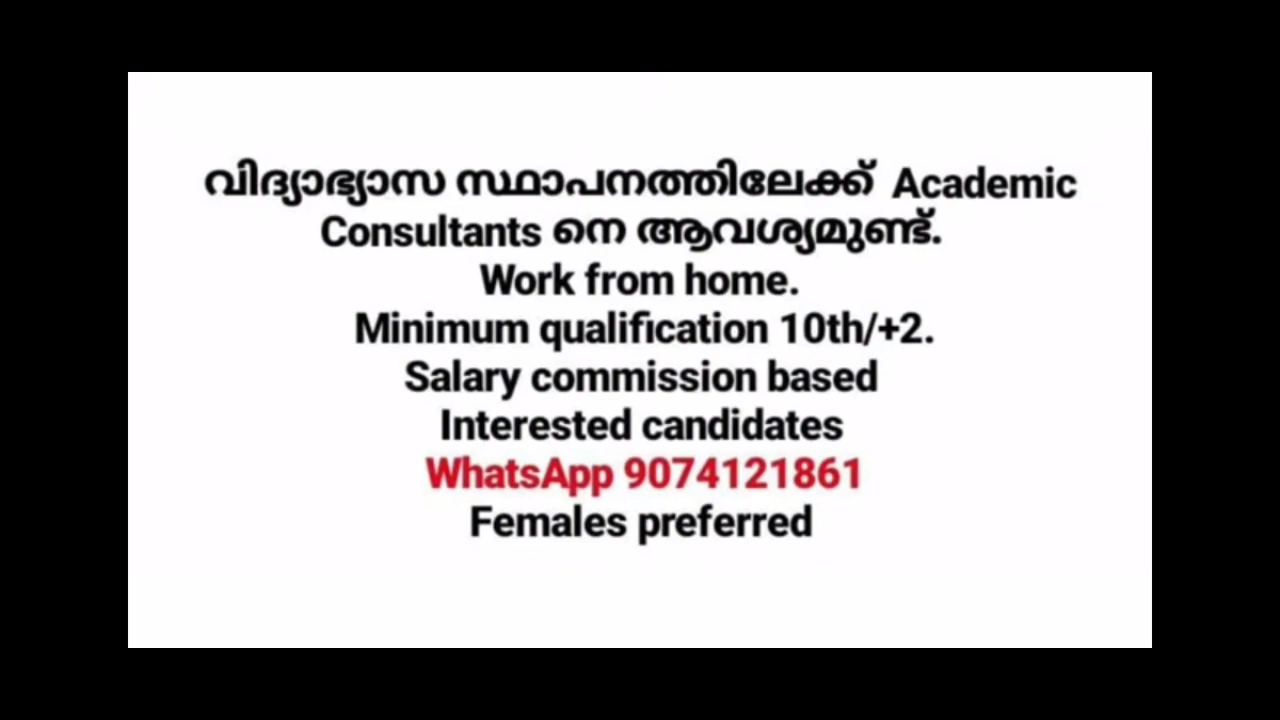 വിദ്യാഭ്യാസ സ്ഥാപനത്തിലേക്ക് Academic
Consultants നെ ആവശ്യമുണ്ട്.
Work from home.
Minimum qualification 10th/+2.
Salary commission based
Interested candidates
WhatsApp 9074121861
Females preferred